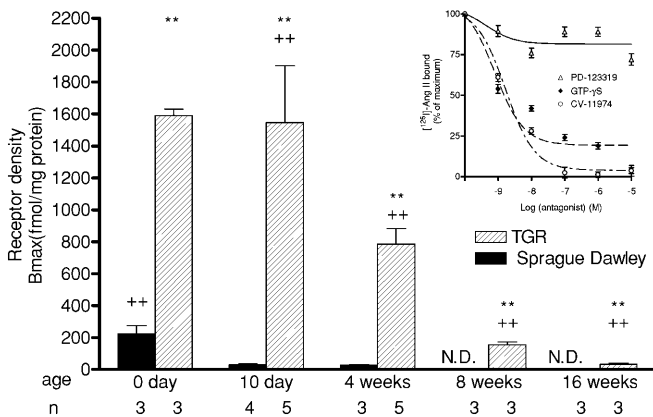 2200
2000
1800
1600
1400
1200
1000
800
600
400
200
0
Receptor density
Bmax(fmol/mg protein)
**
**
++
++
**
++
N.D.
**
++
N.D.
**
++
age 0 day 10 day 4 weeks 8 weeks 16 weeks
n 3 3 4 5 3 5 3 3 3 3
100
75
50
25
0
[¹²⁵I]-Ang II bound
(% of maximum)
PD-123319
GTP-γS
CV-11974
-9 -8 -7 -6 -5
Log (antagonist) (M)
TGR
Sprague Dawley